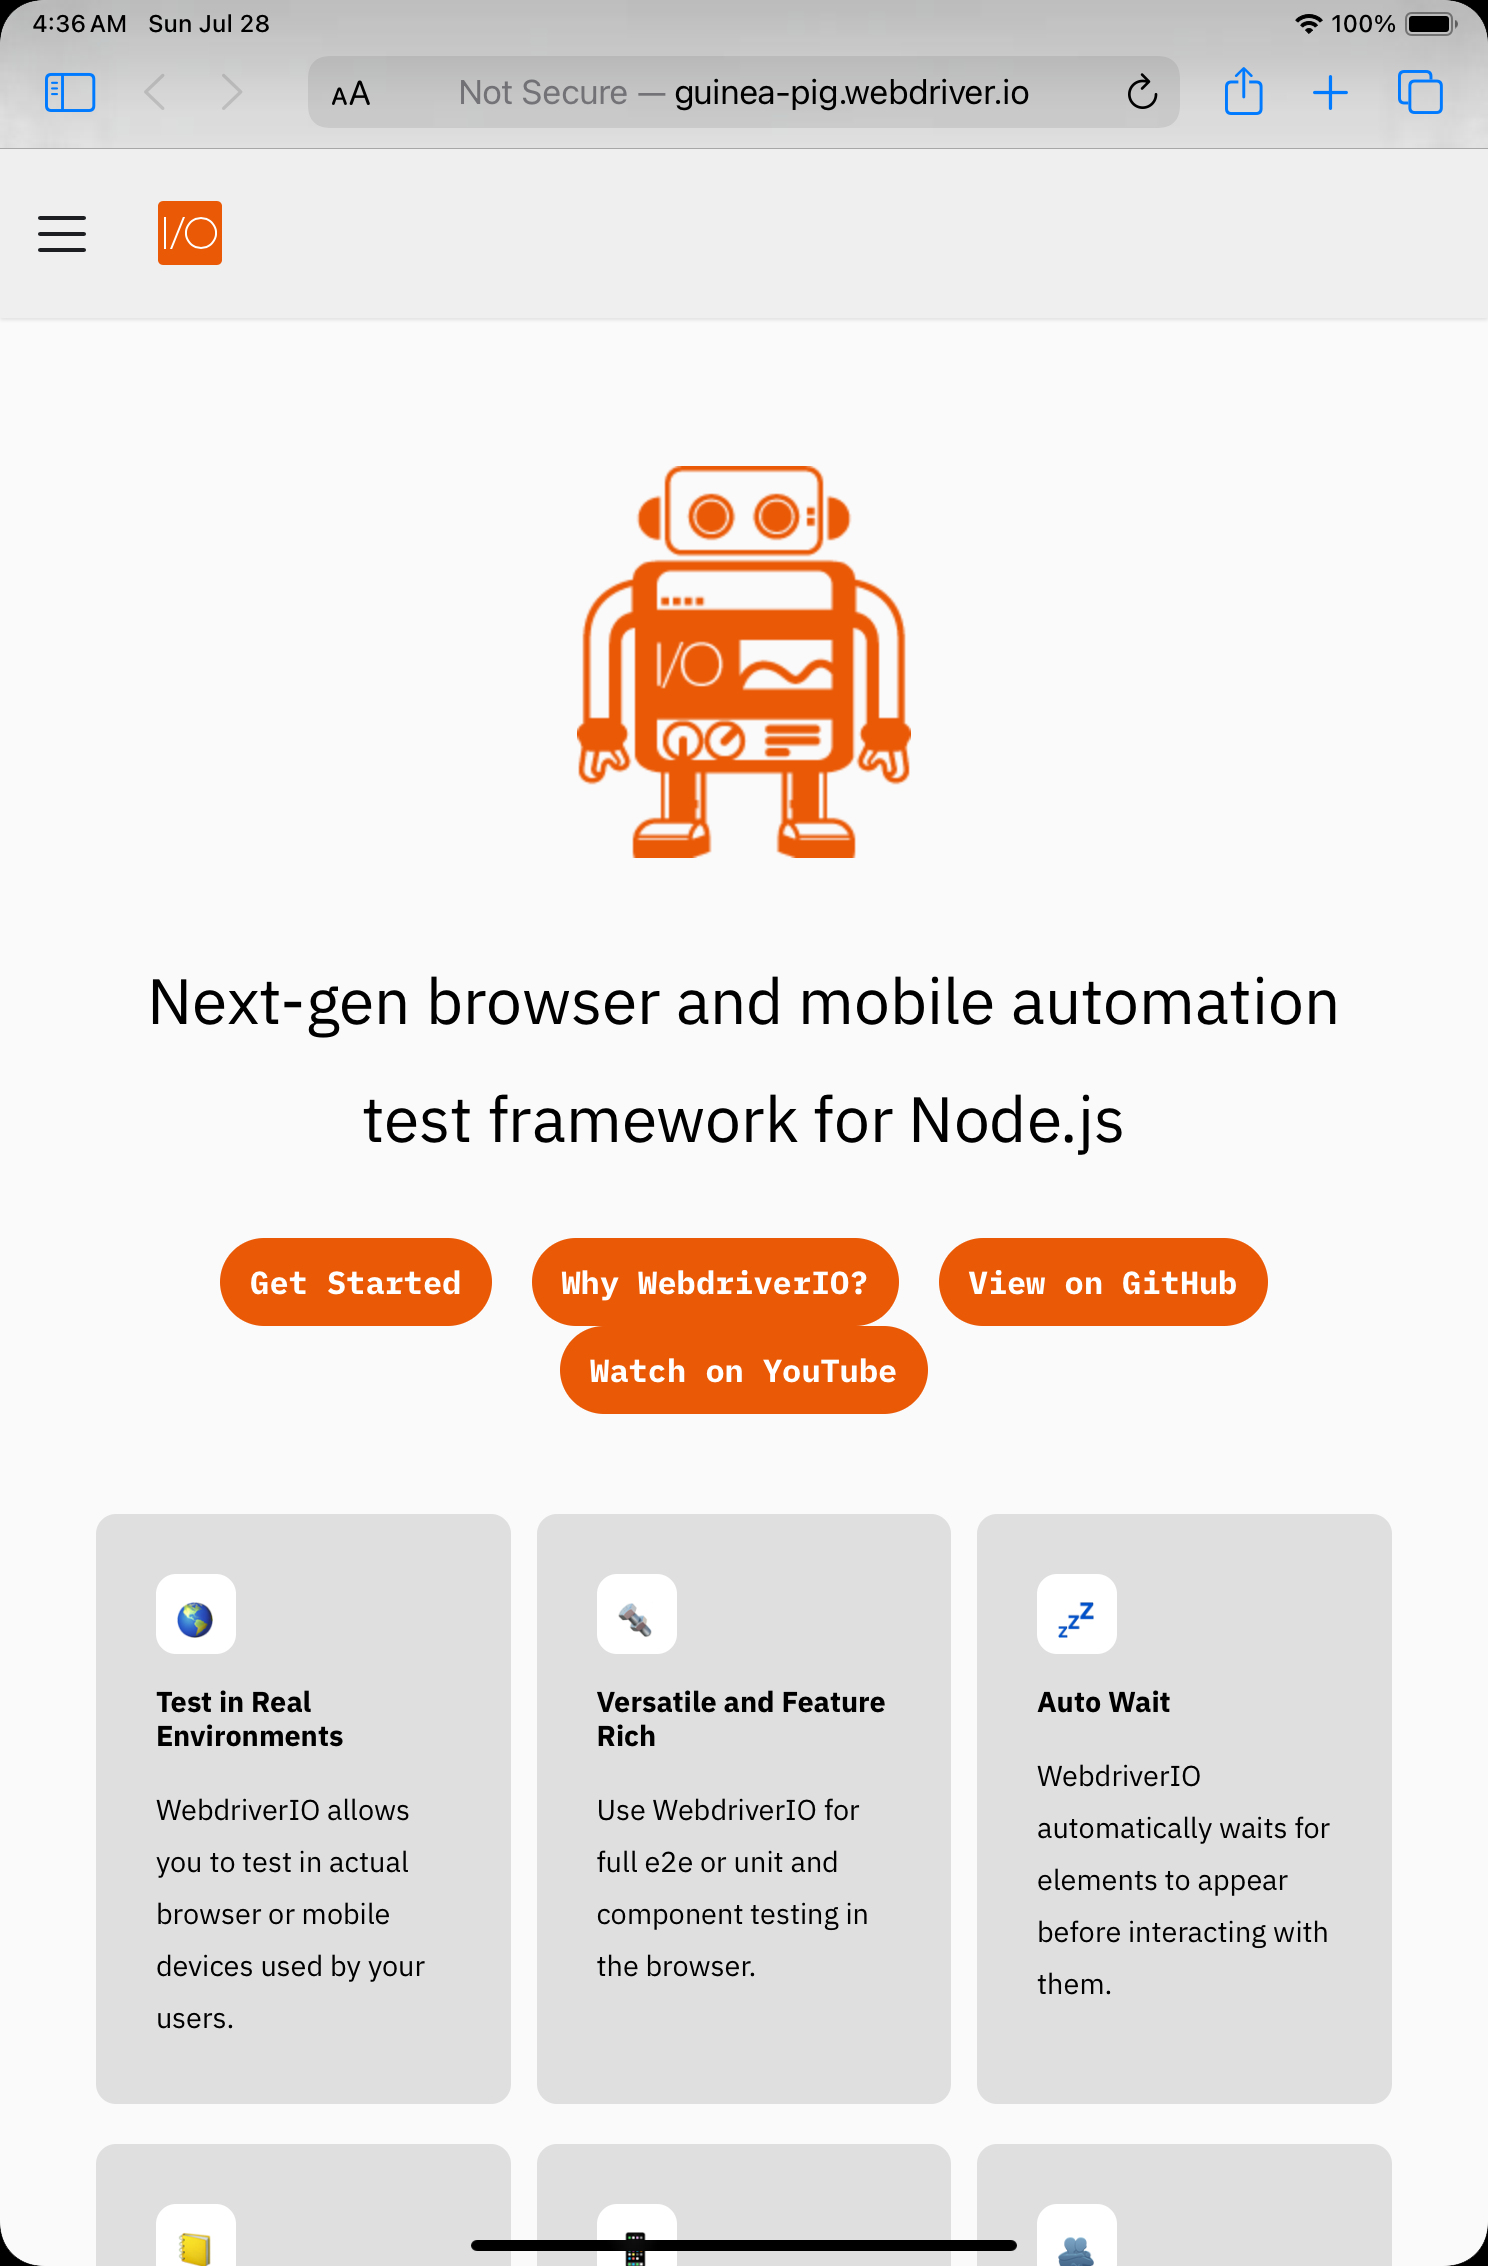 4:36 AM Sun Jul 28 100%
AA Not Secure — guinea-pig.webdriver.io
I/O
I/O
Next-gen browser and mobile automation
test framework for Node.js
Get Started Why WebdriverIO? View on GitHub
Watch on YouTube
Test in Real
Environments
WebdriverIO allows
you to test in actual
browser or mobile
devices used by your
users.
Versatile and Feature
Rich
Use WebdriverIO for
full e2e or unit and
component testing in
the browser.
zzZ
Auto Wait
WebdriverIO
automatically waits for
elements to appear
before interacting with
them.